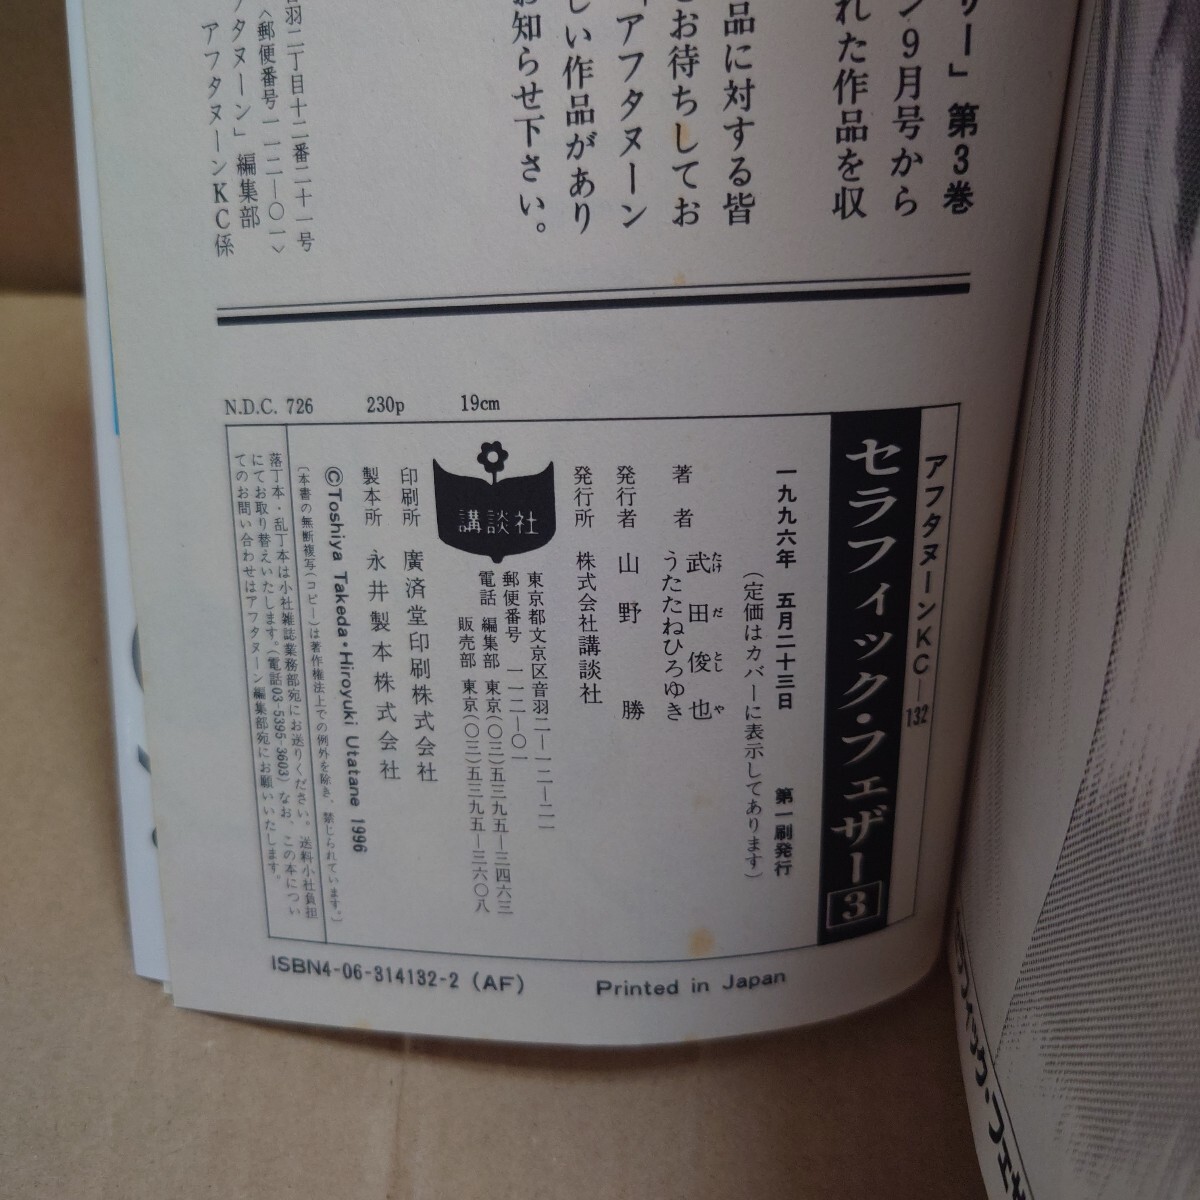 ザー」第3巻
ン9月号から
れた作品を収
品に対する皆
お待ちしてお
アフタヌーン
しい作品があり
お知らせ下さい。
羽二丁目十二番二十一号
〈郵便番号一一二―〇一〉
タヌーン」編集部
アフタヌーンKC係
N.D.C. 726 230p 19cm
アフタヌーンKC―132
セラフィック・フェザー 3
一九九六年 五月二十三日 第一刷発行
(定価はカバーに表示してあります)
著者 武田俊也
たけ だ とし や
うたたねひろゆき
発行者 山野 勝
発行所 株式会社講談社
東京都文京区音羽二―一二―二一
郵便番号 一一二―〇一
電話 編集部 東京(〇三)五三九五―三四六三
販売部 東京(〇三)五三九五―三六〇八
講談社
印刷所 廣済堂印刷株式会社
製本所 永井製本株式会社
©Toshiya Takeda・Hiroyuki Utatane 1996
(本書の無断複写(コピー)は著作権法上での例外を除き、禁じられています。)
落丁本・乱丁本は小社雑誌業務部宛にお送りください。送料小社負担
にてお取り替えいたします。(電話03-5395-3603)なお、この本につい
てのお問い合わせはアフタヌーン編集部宛にお願いいたします。
ISBN4-06-314132-2 (AF)
Printed in Japan